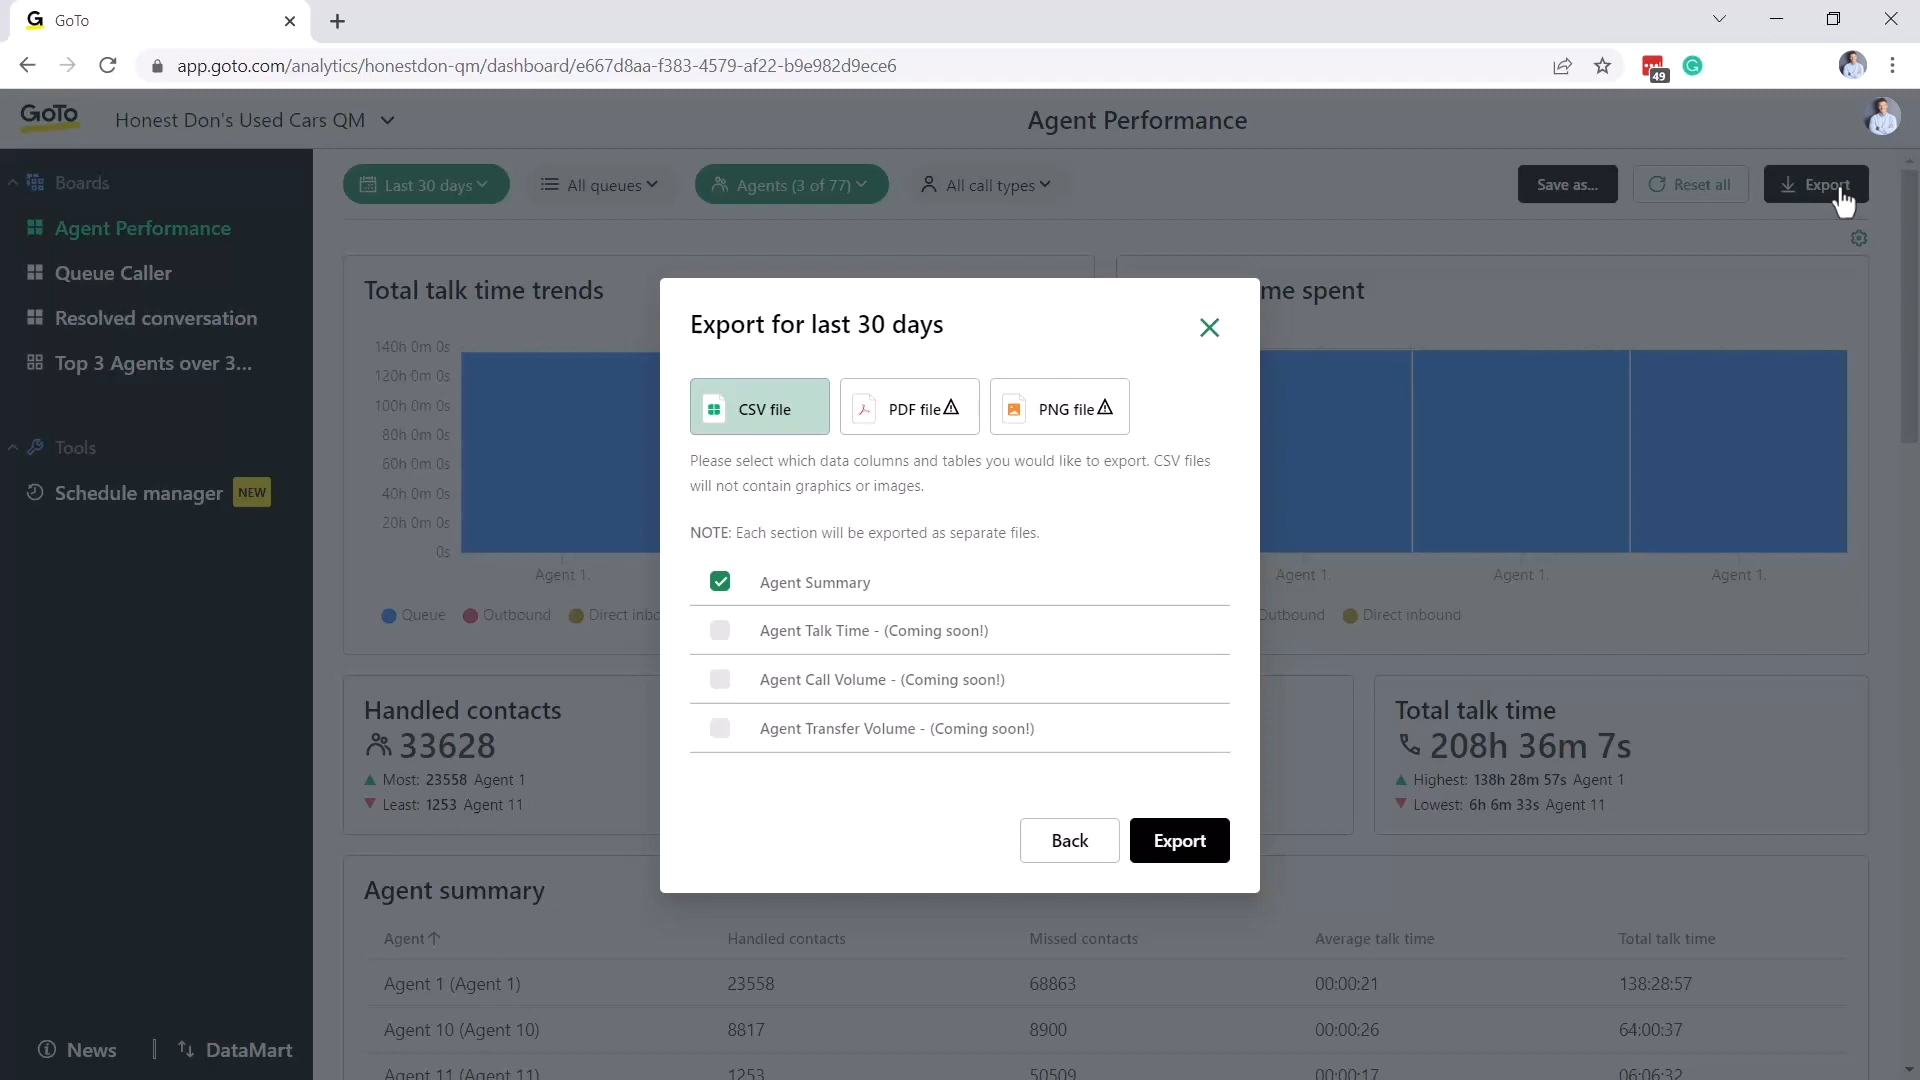 G GoTo
app.goto.com/analytics/honestdon-qm/dashboard/e667d8aa-f383-4579-af22-b9e982d9ece6
49
G
GoTo
Honest Don's Used Cars QM
Agent Performance
Boards
Agent Performance
Queue Caller
Resolved conversation
Top 3 Agents over 3...
Tools
Schedule manager NEW
News
DataMart
Last 30 days
All queues
Agents (3 of 77)
All call types
Save as...
Reset all
Export
Total talk time trends
140h 0m 0s
120h 0m 0s
100h 0m 0s
80h 0m 0s
60h 0m 0s
40h 0m 0s
20h 0m 0s
0s
Agent 1.
Queue
Outbound
Direct inbo
me spent
Agent 1.
Agent 1.
Agent 1.
Outbound
Direct inbound
Export for last 30 days
CSV file
PDF file
PNG file
Please select which data columns and tables you would like to export. CSV files
will not contain graphics or images.
NOTE: Each section will be exported as separate files.
Agent Summary
Agent Talk Time - (Coming soon!)
Agent Call Volume - (Coming soon!)
Agent Transfer Volume - (Coming soon!)
Back
Export
Handled contacts
33628
Most: 23558 Agent 1
Least: 1253 Agent 11
Total talk time
208h 36m 7s
Highest: 138h 28m 57s Agent 1
Lowest: 6h 6m 33s Agent 11
Agent summary
Agent Handled contacts Missed contacts Average talk time Total talk time
Agent 1 (Agent 1) 23558 68863 00:00:21 138:28:57
Agent 10 (Agent 10) 8817 8900 00:00:26 64:00:37
Agent 11 (Agent 11) 1253 50509 00:00:17 06:06:32